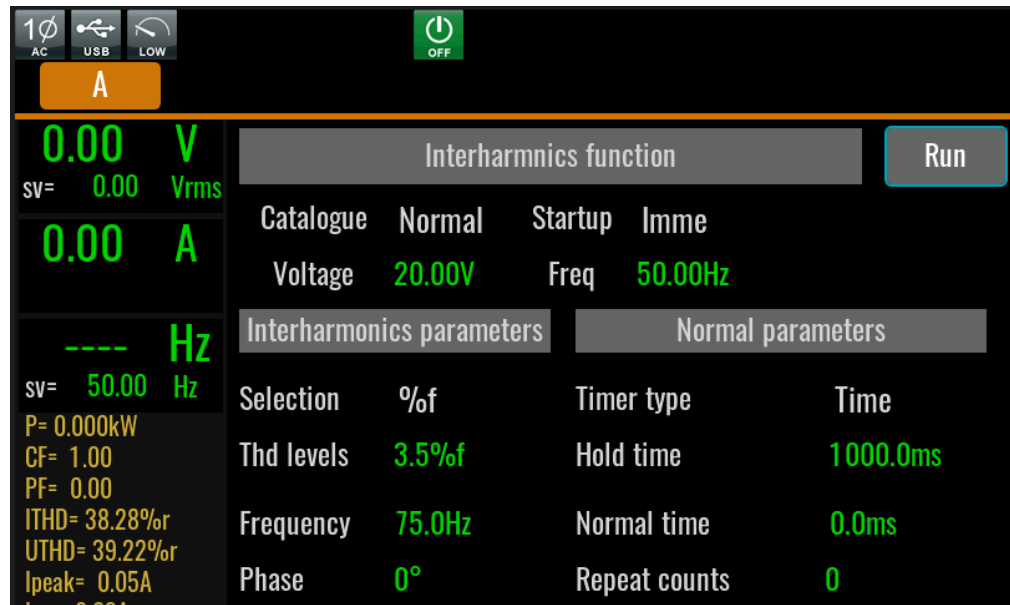 1Ø AC USB LOW OFF
A
0.00 V
sv= 0.00 Vrms
0.00 A
---- Hz
sv= 50.00 Hz
P= 0.000kW
CF= 1.00
PF= 0.00
ITHD= 38.28%r
UTHD= 39.22%r
Ipeak= 0.05A
Interharmnics function Run
Catalogue Normal Startup Imme
Voltage 20.00V Freq 50.00Hz
Interharmonics parameters Normal parameters
Selection %f Timer type Time
Thd levels 3.5%f Hold time 1000.0ms
Frequency 75.0Hz Normal time 0.0ms
Phase 0° Repeat counts 0